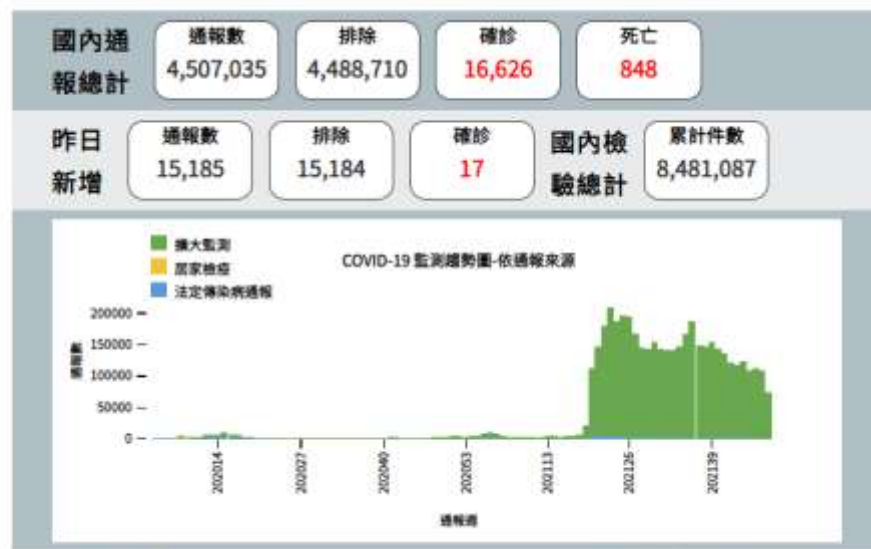 國內通報總計
通報數
4,507,035
排除
4,488,710
確診
16,626
死亡
848
昨日新增
通報數
15,185
排除
15,184
確診
17
國內檢驗總計
累計件數
8,481,087
擴大監測
居家檢疫
法定傳染病通報
COVID-19 監測趨勢圖-依通報來源
通報數
200000
150000
100000
50000
0
202014
202027
202040
202053
202113
202126
202139
通報週